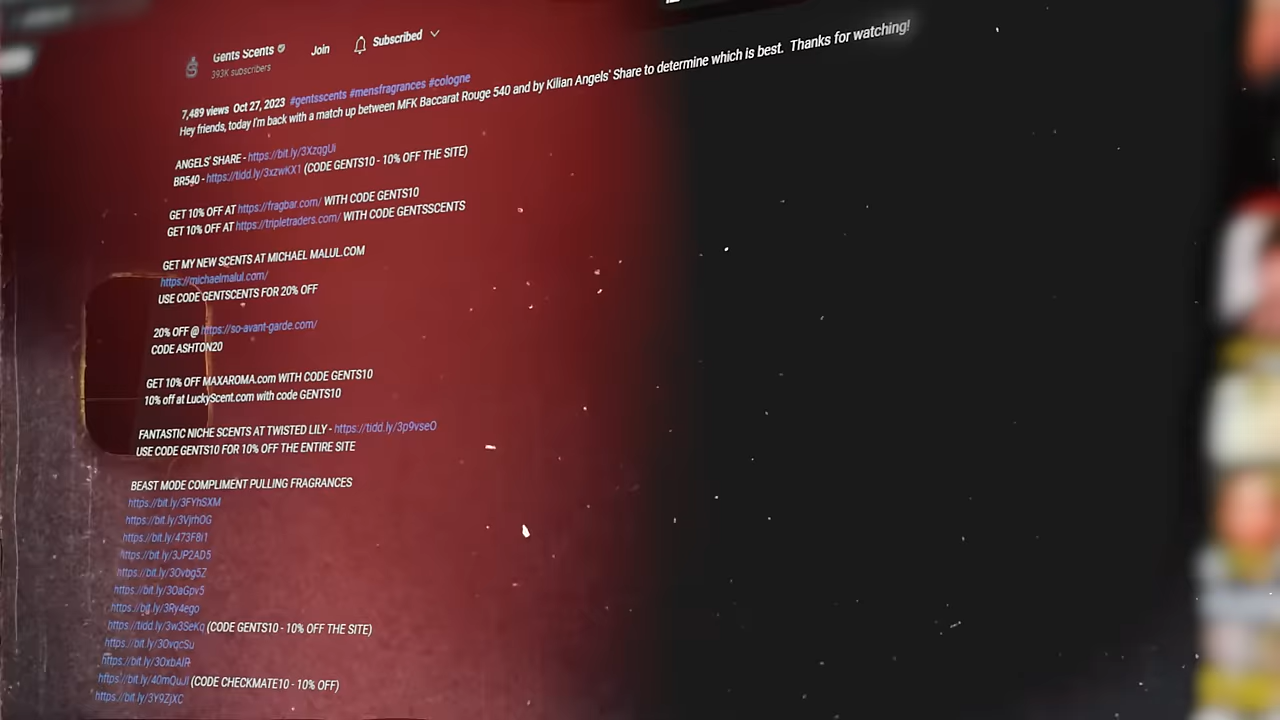 Gents Scents
Join
Subscribed
393K subscribers
7,489 views Oct 27, 2023 #gentsscents #mensfragrances #cologne
Hey friends, today I'm back with a match up between MFK Baccarat Rouge 540 and by Kilian Angels' Share to determine which is best. Thanks for watching!
ANGELS' SHARE - https://bit.ly/3XzqgUi
BR540 - https://tidd.ly/3xzwKX1 (CODE GENTS10 - 10% OFF THE SITE)
GET 10% OFF AT https://fragbar.com/ WITH CODE GENTS10
GET 10% OFF AT https://tripletraders.com/ WITH CODE GENTSSCENTS
GET MY NEW SCENTS AT MICHAEL MALUL.COM
https://michaelmalul.com/
USE CODE GENTSCENTS FOR 20% OFF
20% OFF @ https://so-avant-garde.com/
CODE ASHTON20
GET 10% OFF MAXAROMA.com WITH CODE GENTS10
10% off at LuckyScent.com with code GENTS10
FANTASTIC NICHE SCENTS AT TWISTED LILY - https://tidd.ly/3p9vseO
USE CODE GENTS10 FOR 10% OFF THE ENTIRE SITE
BEAST MODE COMPLIMENT PULLING FRAGRANCES
https://bit.ly/3FYhSXM
https://bit.ly/3VjrhOG
https://bit.ly/473F8i1
https://bit.ly/3JP2AD5
https://bit.ly/3Ovbg5Z
https://bit.ly/3OaGpv5
https://bit.ly/3Ry4ego
https://tidd.ly/3w3SeKq (CODE GENTS10 - 10% OFF THE SITE)
https://bit.ly/3OvqcSu
https://bit.ly/3OxbAIR
https://bit.ly/40mQuJl (CODE CHECKMATE10 - 10% OFF)
https://bit.ly/3Y9ZjXC